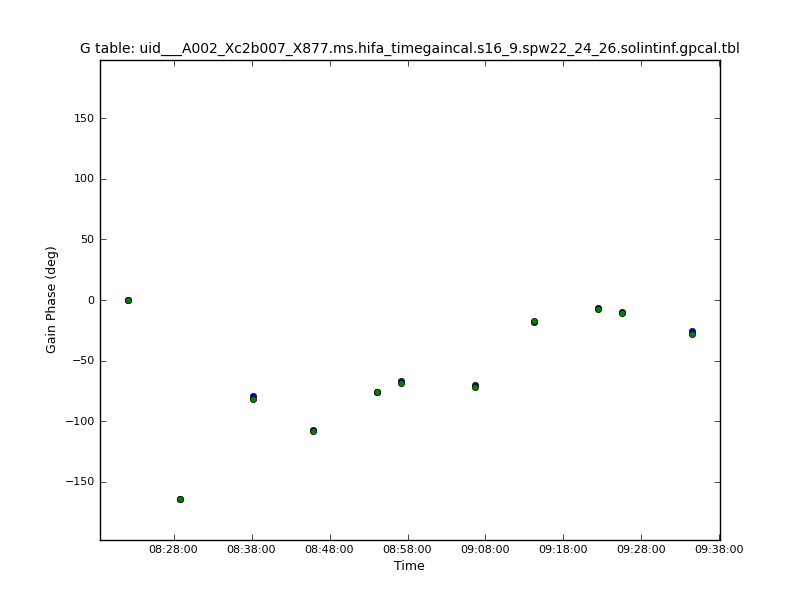 G table: uid___A002_Xc2b007_X877.ms.hifa_timegaincal.s16_9.spw22_24_26.solintinf.gpcal.tbl
150
100
50
0
−50
−100
−150
Gain Phase (deg)
08:28:00 08:38:00 08:48:00 08:58:00 09:08:00 09:18:00 09:28:00 09:38:00
Time